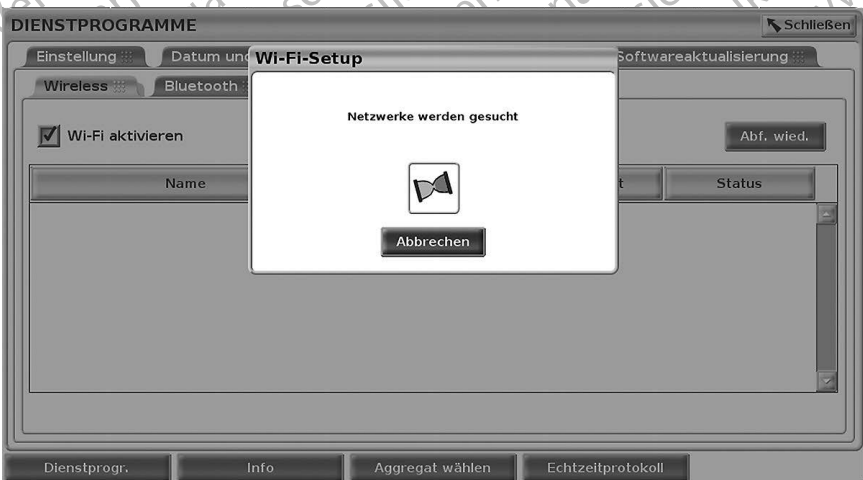 DIENSTPROGRAMME
Schließen
Einstellung
Datum und
Softwareaktualisierung
Wireless
Bluetooth
Wi-Fi-Setup
Netzwerke werden gesucht
Abbrechen
Wi-Fi aktivieren
Abf. wied.
Name
t
Status
Dienstprogr.
Info
Aggregat wählen
Echtzeitprotokoll